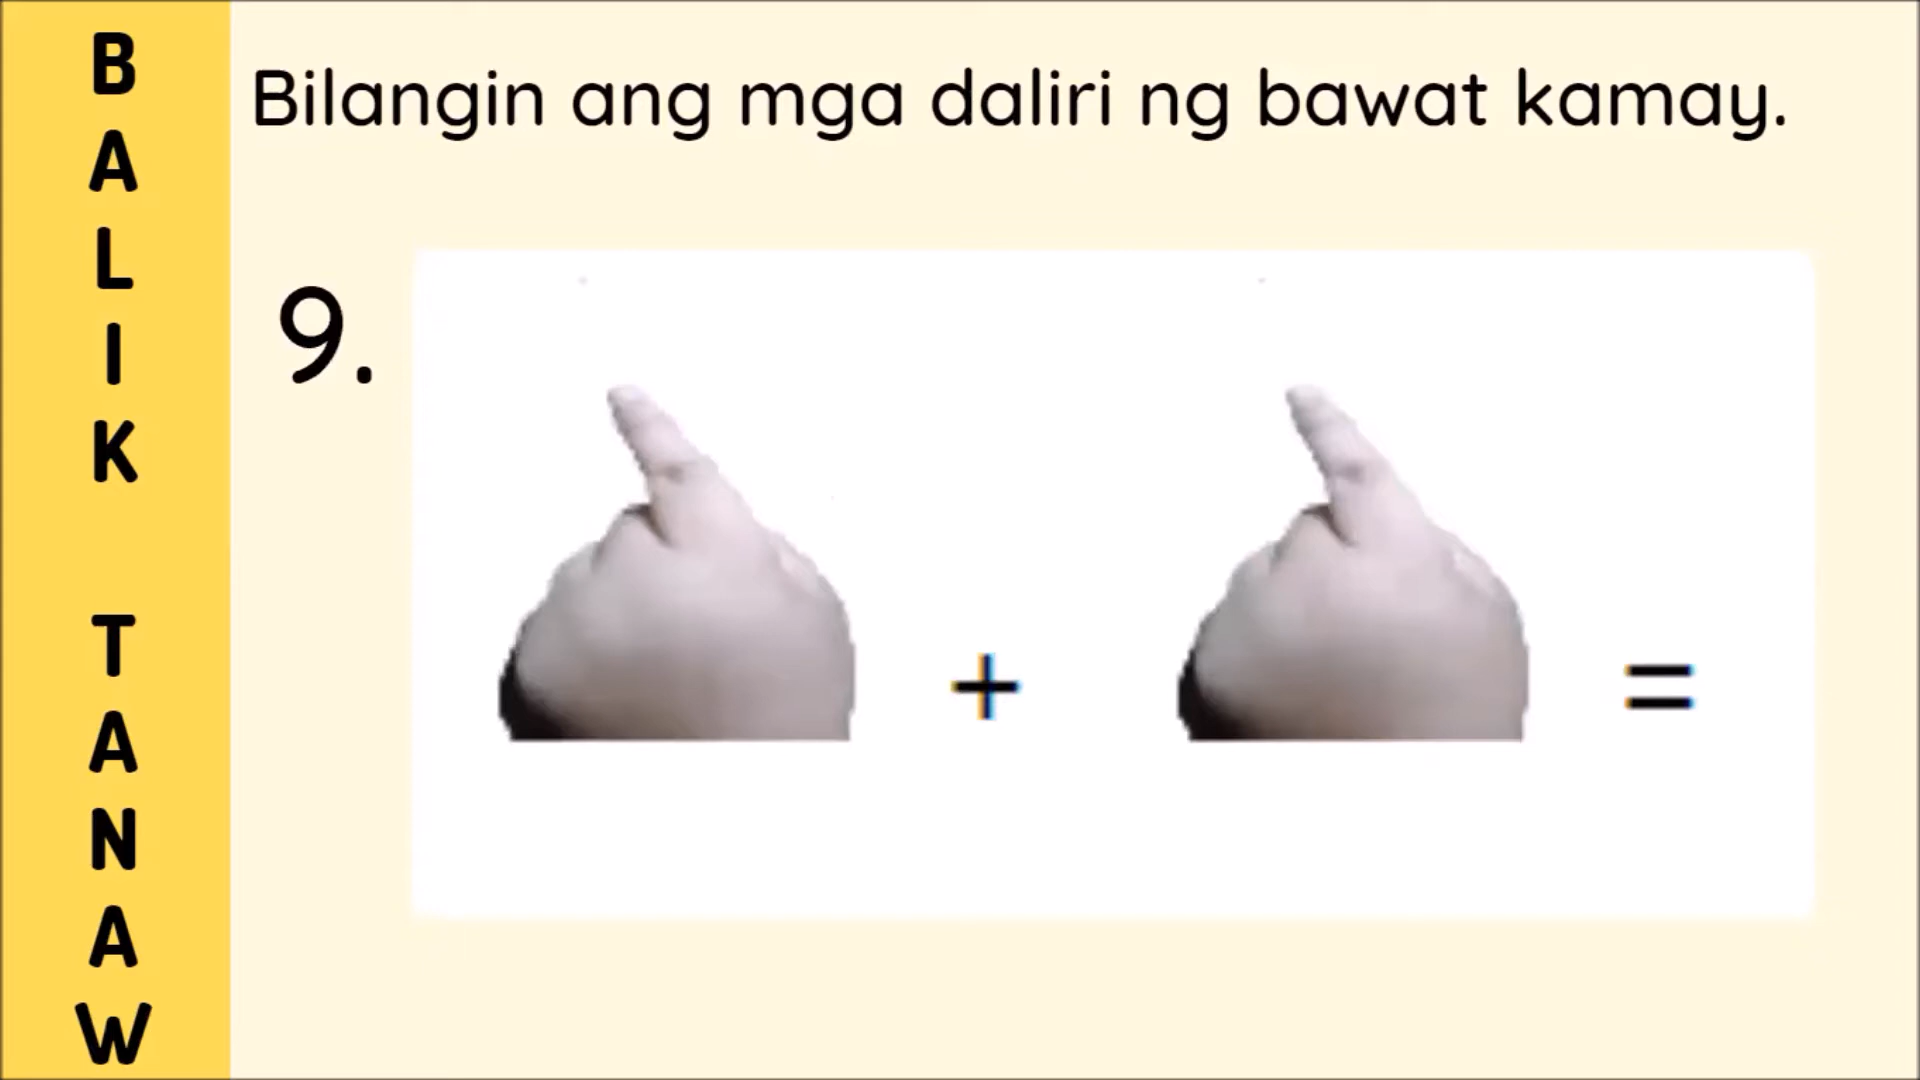 BALIK
TANAW
Bilangin ang mga daliri ng bawat kamay.
9.
+ =